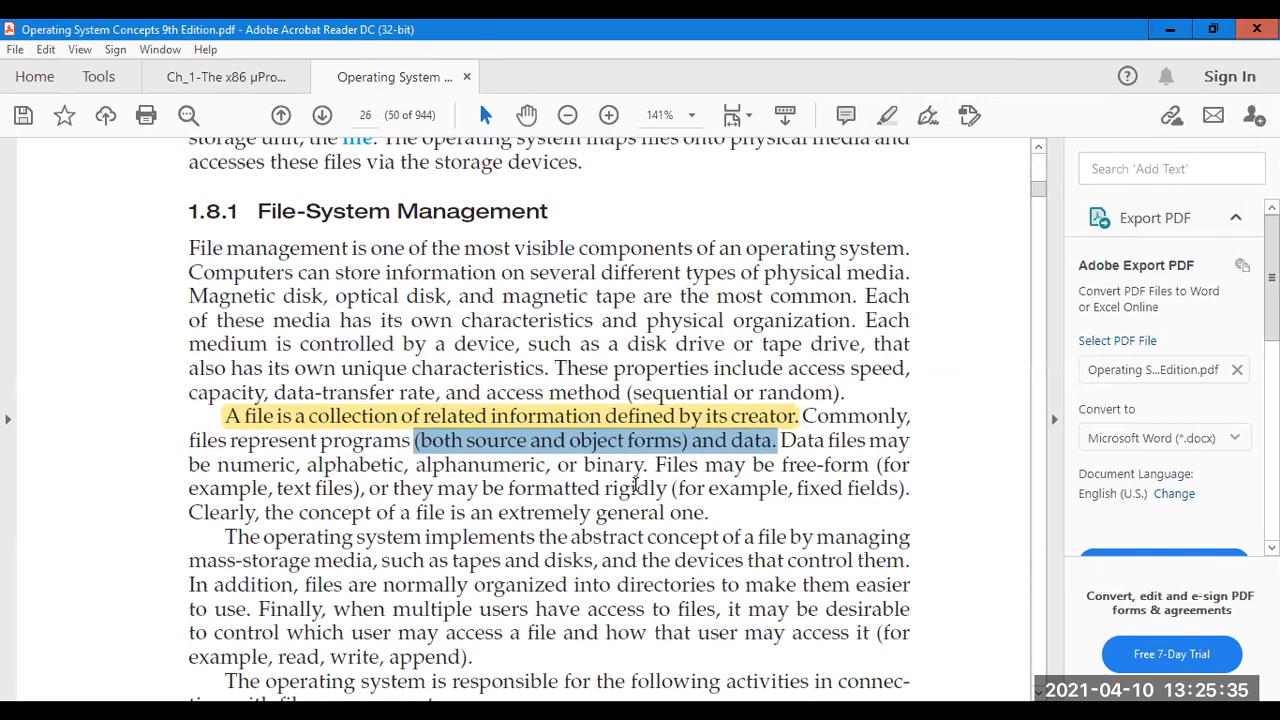 Operating System Concepts 9th Edition.pdf - Adobe Acrobat Reader DC (32-bit)
File Edit View Sign Window Help
Home Tools Ch_1-The x86 µPro... Operating System ... × Sign In
26 (50 of 944) 141%
storage unit, the file. The operating system maps files onto physical media and
accesses these files via the storage devices.
1.8.1 File-System Management
File management is one of the most visible components of an operating system.
Computers can store information on several different types of physical media.
Magnetic disk, optical disk, and magnetic tape are the most common. Each
of these media has its own characteristics and physical organization. Each
medium is controlled by a device, such as a disk drive or tape drive, that
also has its own unique characteristics. These properties include access speed,
capacity, data-transfer rate, and access method (sequential or random).
A file is a collection of related information defined by its creator. Commonly,
files represent programs (both source and object forms) and data. Data files may
be numeric, alphabetic, alphanumeric, or binary. Files may be free-form (for
example, text files), or they may be formatted rigidly (for example, fixed fields).
Clearly, the concept of a file is an extremely general one.
The operating system implements the abstract concept of a file by managing
mass-storage media, such as tapes and disks, and the devices that control them.
In addition, files are normally organized into directories to make them easier
to use. Finally, when multiple users have access to files, it may be desirable
to control which user may access a file and how that user may access it (for
example, read, write, append).
The operating system is responsible for the following activities in connec-
Search 'Add Text'
Export PDF
Adobe Export PDF
Convert PDF Files to Word
or Excel Online
Select PDF File
Operating S...Edition.pdf
Convert to
Microsoft Word (*.docx)
Document Language:
English (U.S.) Change
Convert, edit and e-sign PDF
forms & agreements
Free 7-Day Trial
2021-04-10 13:25:35